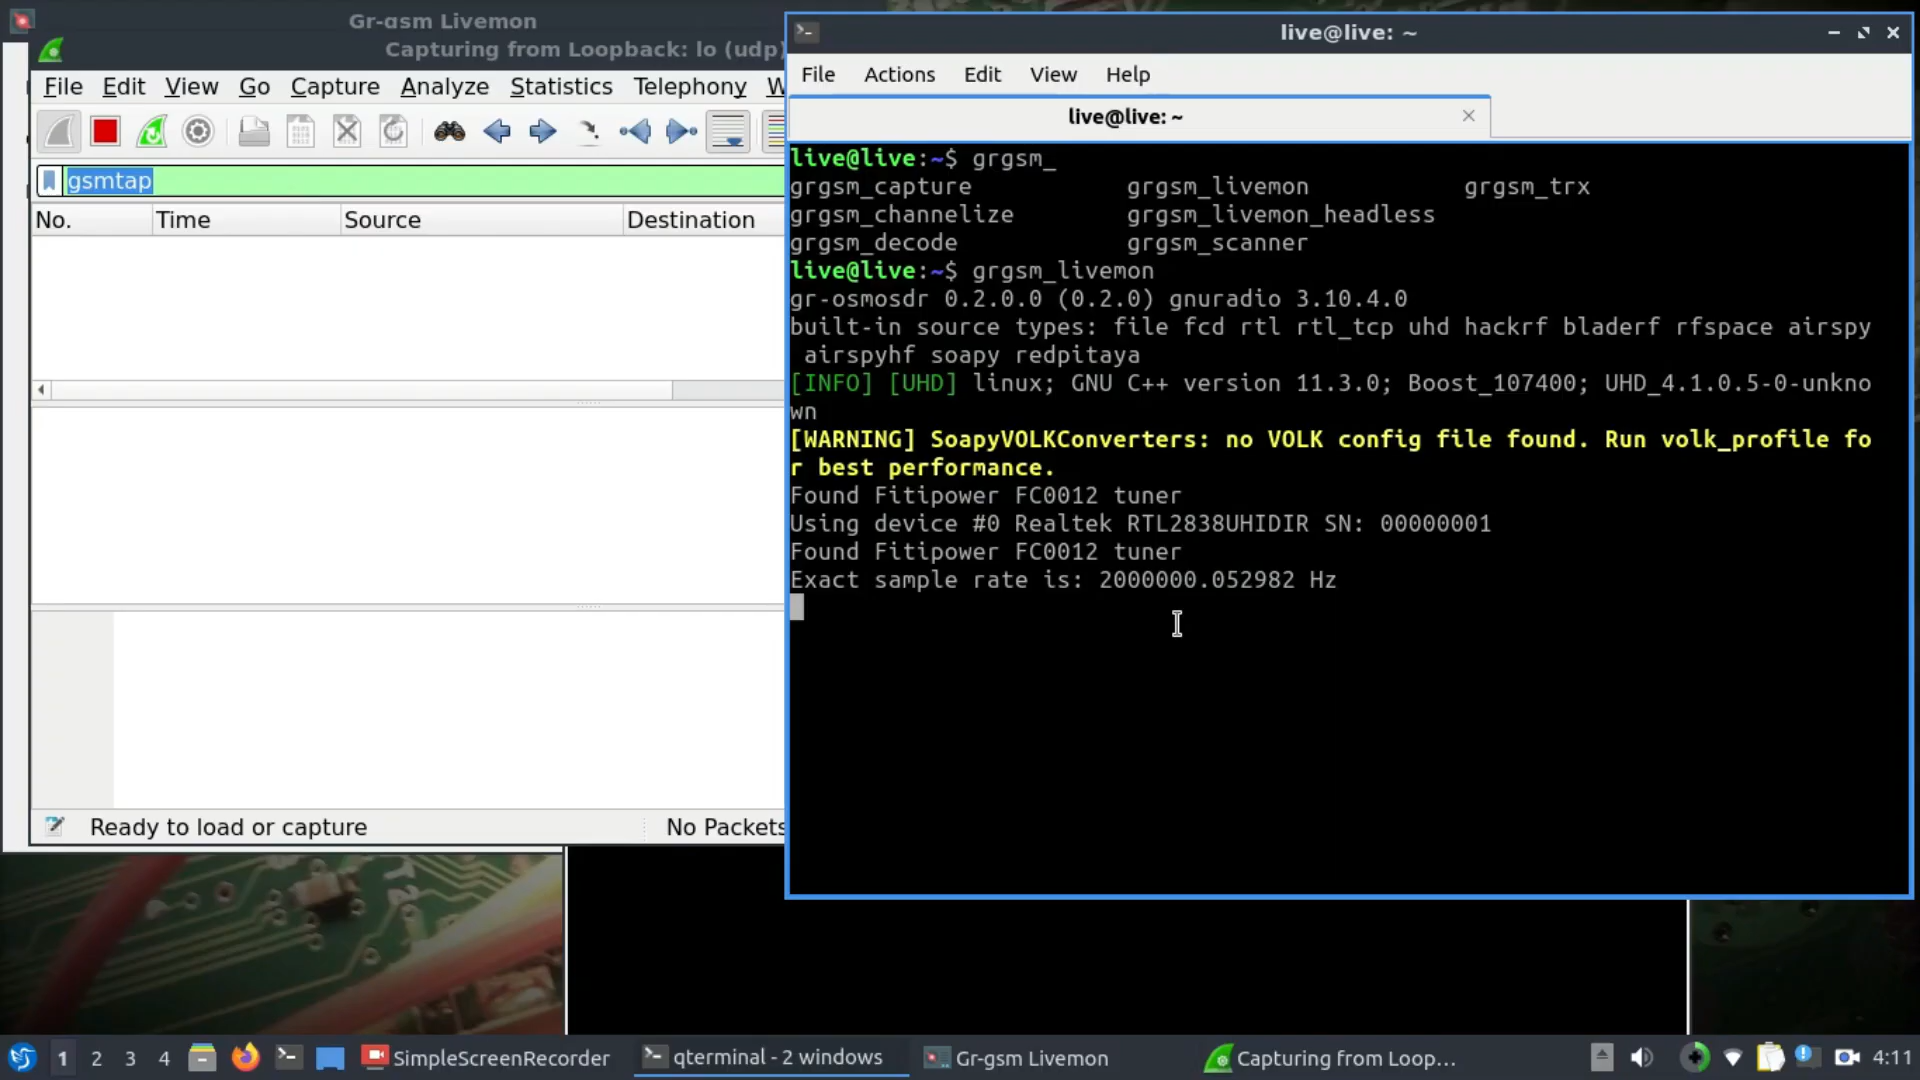 Gr-gsm Livemon
Capturing from Loopback: lo (udp)
File Edit View Go Capture Analyze Statistics Telephony W
gsmtap
No. Time Source Destination
Ready to load or capture No Packets
live@live: ~
File Actions Edit View Help
live@live: ~
live@live:~$ grgsm_
grgsm_capture grgsm_livemon grgsm_trx
grgsm_channelize grgsm_livemon_headless
grgsm_decode grgsm_scanner
live@live:~$ grgsm_livemon
gr-osmosdr 0.2.0.0 (0.2.0) gnuradio 3.10.4.0
built-in source types: file fcd rtl rtl_tcp uhd hackrf bladerf rfspace airspy
airspyhf soapy redpitaya
[INFO] [UHD] linux; GNU C++ version 11.3.0; Boost_107400; UHD_4.1.0.5-0-unkno
wn
[WARNING] SoapyVOLKConverters: no VOLK config file found. Run volk_profile fo
r best performance.
Found Fitipower FC0012 tuner
Using device #0 Realtek RTL2838UHIDIR SN: 00000001
Found Fitipower FC0012 tuner
Exact sample rate is: 2000000.052982 Hz
1 2 3 4 SimpleScreenRecorder qterminal - 2 windows Gr-gsm Livemon Capturing from Loop... 4:11